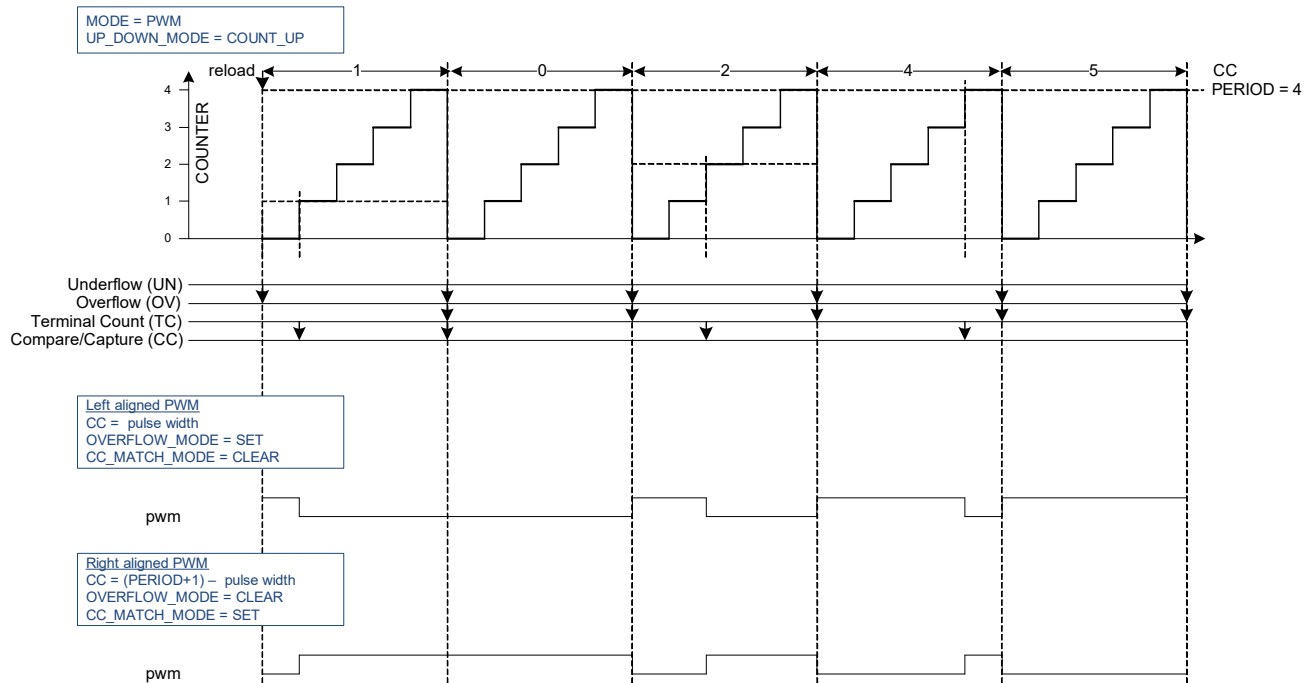 MODE = PWM
UP_DOWN_MODE = COUNT_UP
reload 1 0 2 4 5 CC
PERIOD = 4
COUNTER
4
3
2
1
0
Underflow (UN)
Overflow (OV)
Terminal Count (TC)
Compare/Capture (CC)
Left aligned PWM
CC = pulse width
OVERFLOW_MODE = SET
CC_MATCH_MODE = CLEAR
pwm
Right aligned PWM
CC = (PERIOD+1) – pulse width
OVERFLOW_MODE = CLEAR
CC_MATCH_MODE = SET
pwm